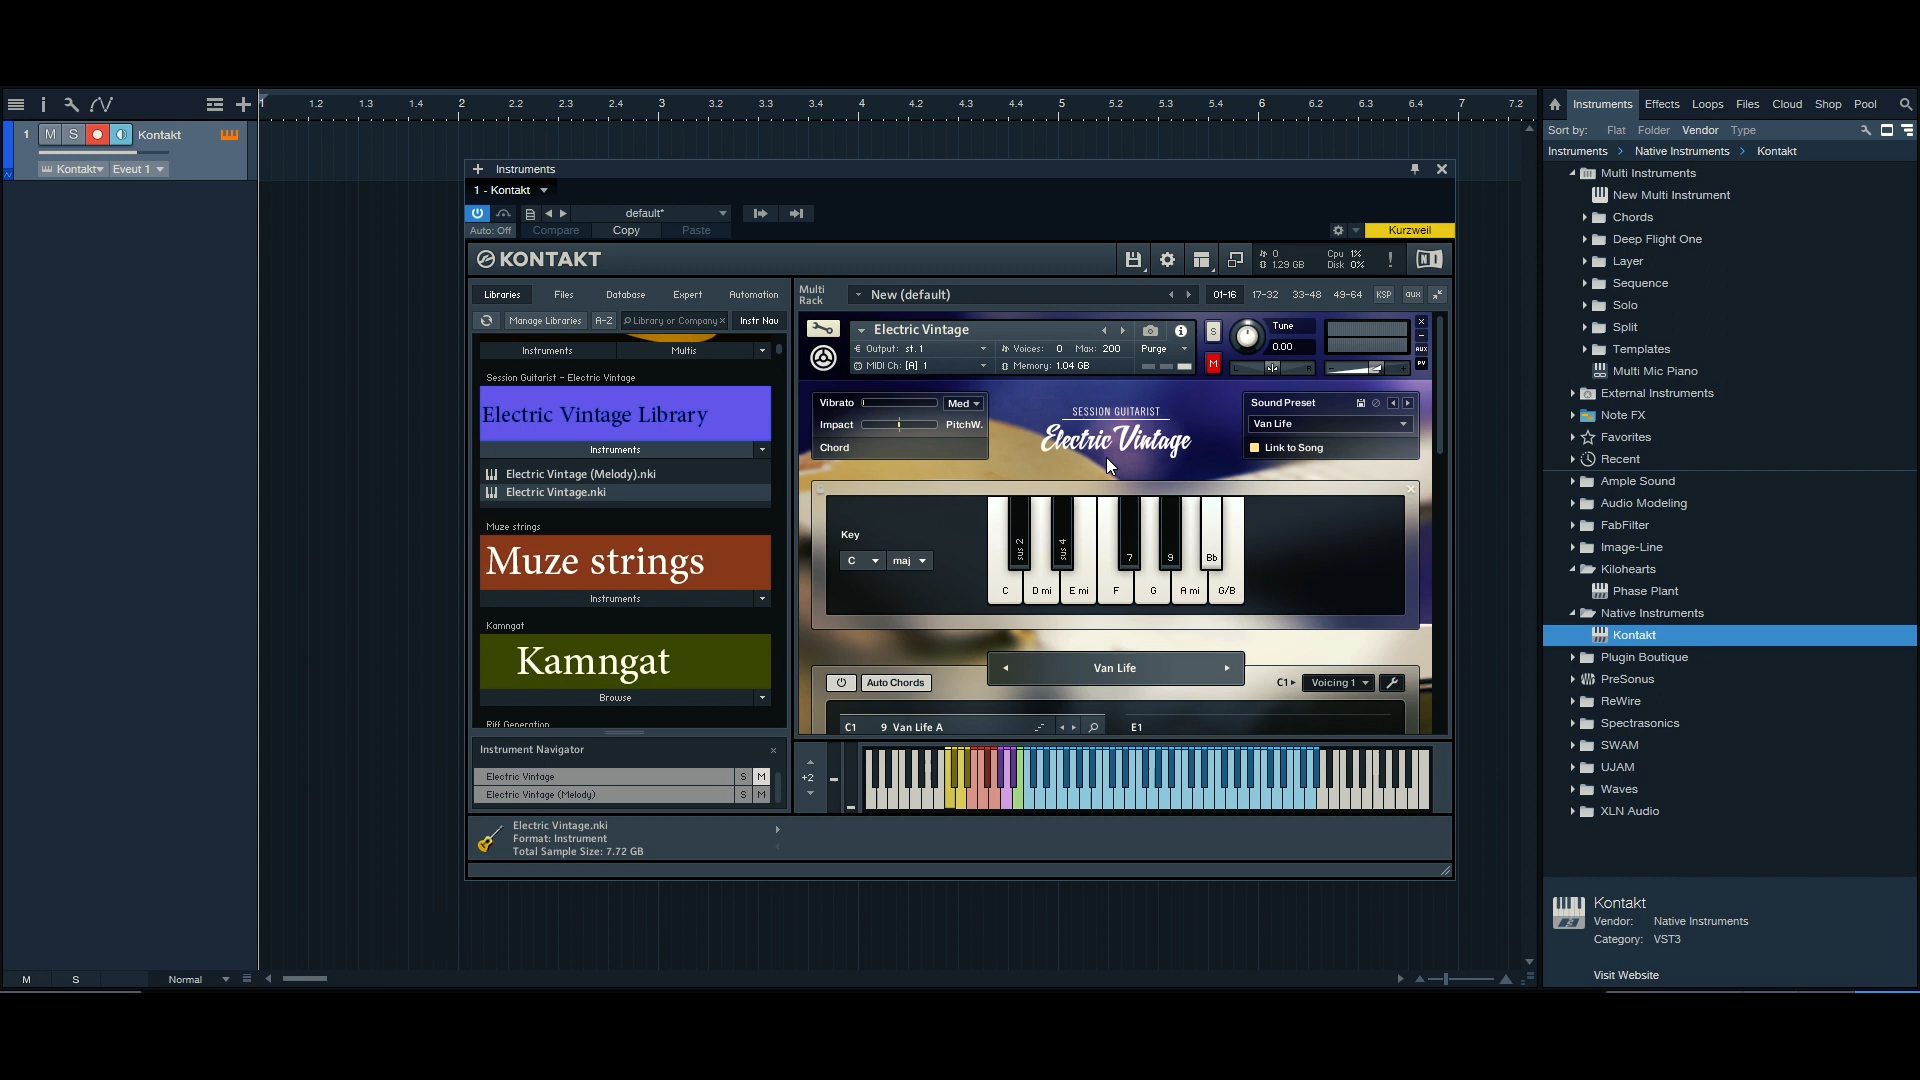 1 1.2 1.3 1.4 2 2.2 2.3 2.4 3 3.2 3.3 3.4 4 4.2 4.3 4.4 5 5.2 5.3 5.4 6 6.2 6.3 6.4 7 7.2
1 M S Kontakt
Kontakt Eveut 1
Instruments
1 - Kontakt
default*
Auto: Off Compare Copy Paste Kurzweil
KONTAKT
0
1.29 GB
Cpu 1%
Disk 0%
!
NI
Libraries Files Database Expert Automation
Manage Libraries A-Z Library or Company Instr Nav
Instruments Multis
Session Guitarist - Electric Vintage
Electric Vintage Library
Instruments
Electric Vintage (Melody).nki
Electric Vintage.nki
Muze strings
Muze strings
Instruments
Kamngat
Kamngat
Browse
Riff Generation
Instrument Navigator
Electric Vintage S M
Electric Vintage (Melody) S M
Electric Vintage.nki
Format: Instrument
Total Sample Size: 7.72 GB
Multi
Rack
New (default)
01-16 17-32 33-48 49-64 KSP aux
Electric Vintage
Output: st.1 Voices: 0 Max: 200 Purge
MIDI Ch: [A] 1 Memory: 1.04 GB
S
M
Tune
0.00
L R
AUX
PV
Vibrato Med
Impact PitchW.
Chord
SESSION GUITARIST
Electric Vintage
Sound Preset
Van Life
Link to Song
Key
C maj
sus 2 sus 4 7 9 Bb
C D mi E mi F G A mi G/B
Van Life
Auto Chords C1 Voicing 1
C1 9 Van Life A E1
+2
Instruments Effects Loops Files Cloud Shop Pool
Sort by: Flat Folder Vendor Type
Instruments > Native Instruments > Kontakt
Multi Instruments
New Multi Instrument
Chords
Deep Flight One
Layer
Sequence
Solo
Split
Templates
Multi Mic Piano
External Instruments
Note FX
Favorites
Recent
Ample Sound
Audio Modeling
FabFilter
Image-Line
Kilohearts
Phase Plant
Native Instruments
Kontakt
Plugin Boutique
PreSonus
ReWire
Spectrasonics
SWAM
UJAM
Waves
XLN Audio
Kontakt
Vendor: Native Instruments
Category: VST3
Visit Website
M S Normal